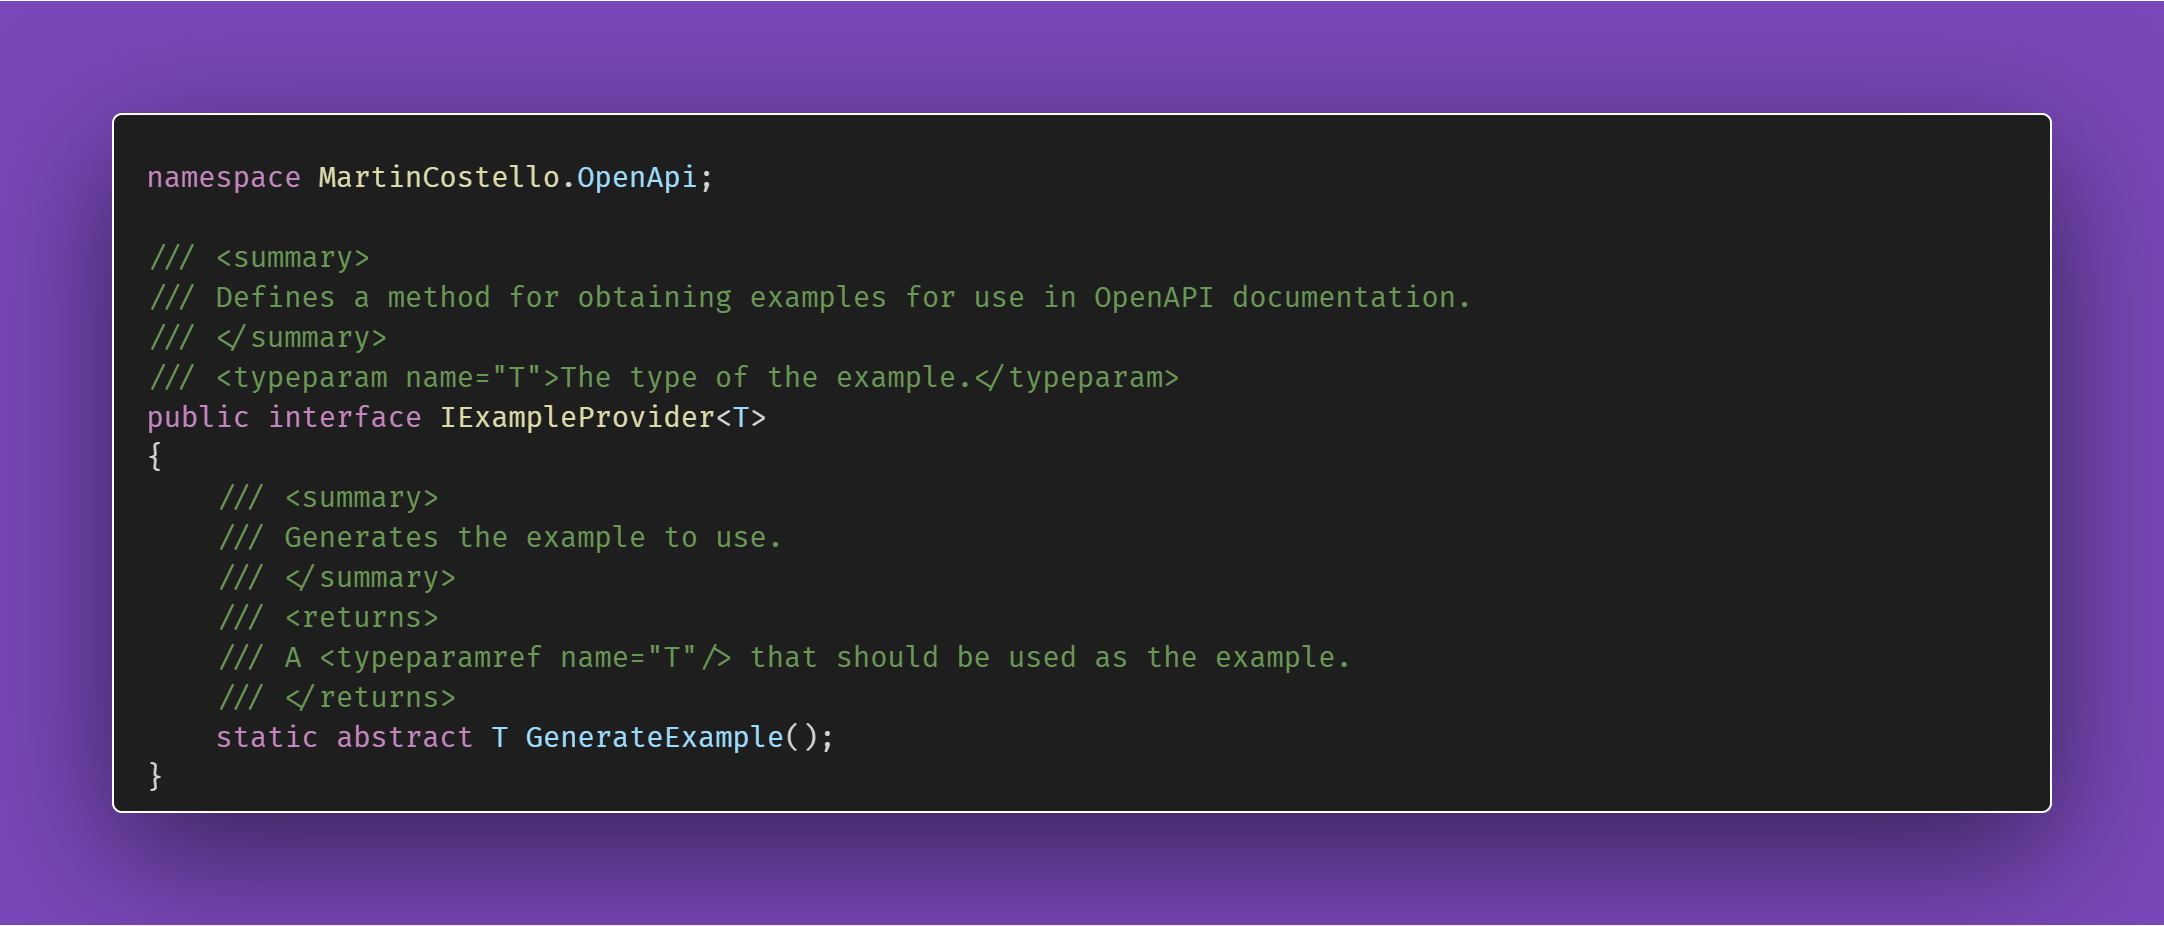 namespace MartinCostello.OpenApi;

/// <summary>
/// Defines a method for obtaining examples for use in OpenAPI documentation.
/// </summary>
/// <typeparam name="T">The type of the example.</typeparam>
public interface IExampleProvider<T>
{
    /// <summary>
    /// Generates the example to use.
    /// </summary>
    /// <returns>
    /// A <typeparamref name="T"/> that should be used as the example.
    /// </returns>
    static abstract T GenerateExample();
}